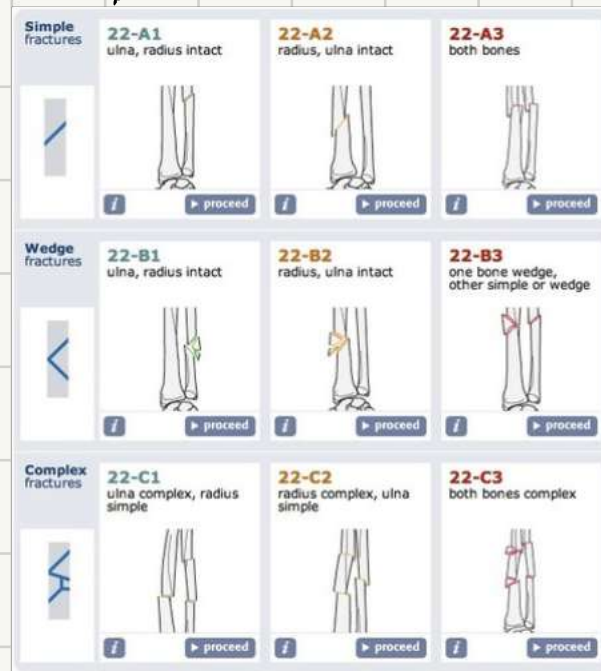 Simple
fractures
22-A1
ulna, radius intact
i
proceed
22-A2
radius, ulna intact
i
proceed
22-A3
both bones
i
proceed
Wedge
fractures
22-B1
ulna, radius intact
i
proceed
22-B2
radius, ulna intact
i
proceed
22-B3
one bone wedge,
other simple or wedge
i
proceed
Complex
fractures
22-C1
ulna complex, radius
simple
i
proceed
22-C2
radius complex, ulna
simple
i
proceed
22-C3
both bones complex
i
proceed